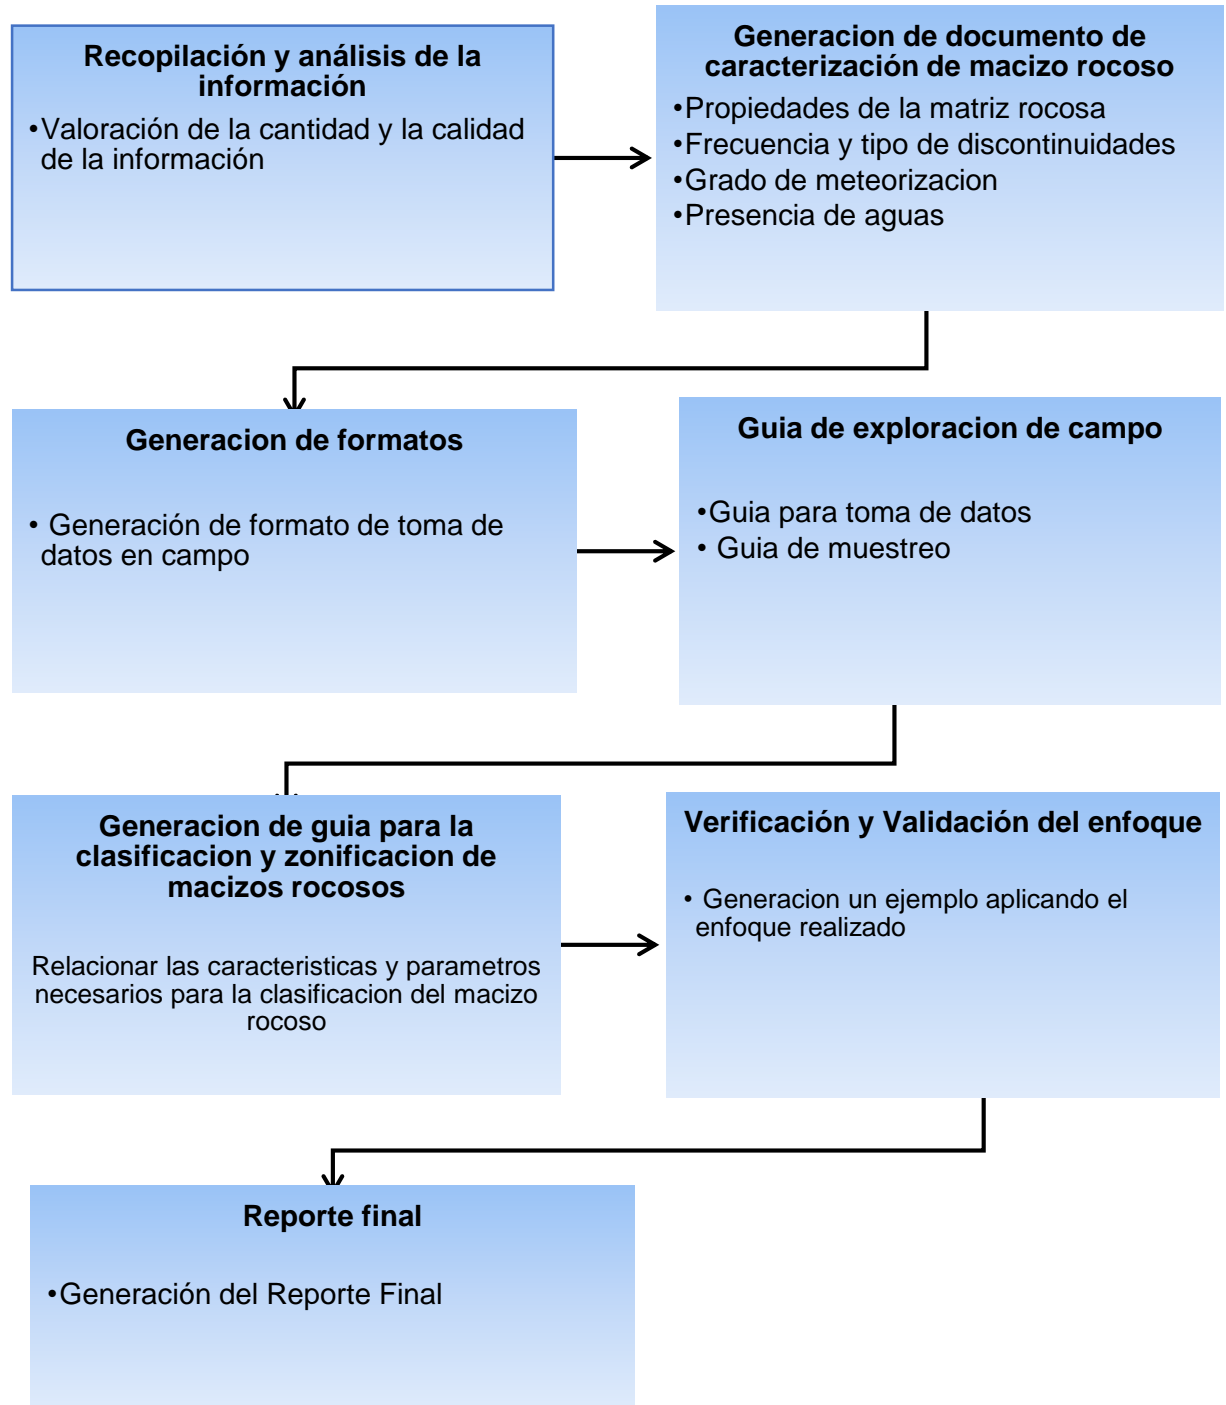 Recopilación y análisis de la
información
•Valoración de la cantidad y la calidad
de la información
Generacion de documento de
caracterización de macizo rocoso
•Propiedades de la matriz rocosa
•Frecuencia y tipo de discontinuidades
•Grado de meteorizacion
•Presencia de aguas
Generacion de formatos
• Generación de formato de toma de
datos en campo
Guia de exploracion de campo
•Guia para toma de datos
• Guia de muestreo
Generacion de guia para la
clasificacion y zonificacion de
macizos rocosos
Relacionar las caracteristicas y parametros
necesarios para la clasificacion del macizo
rocoso
Verificación y Validación del enfoque
• Generacion un ejemplo aplicando el
enfoque realizado
Reporte final
•Generación del Reporte Final